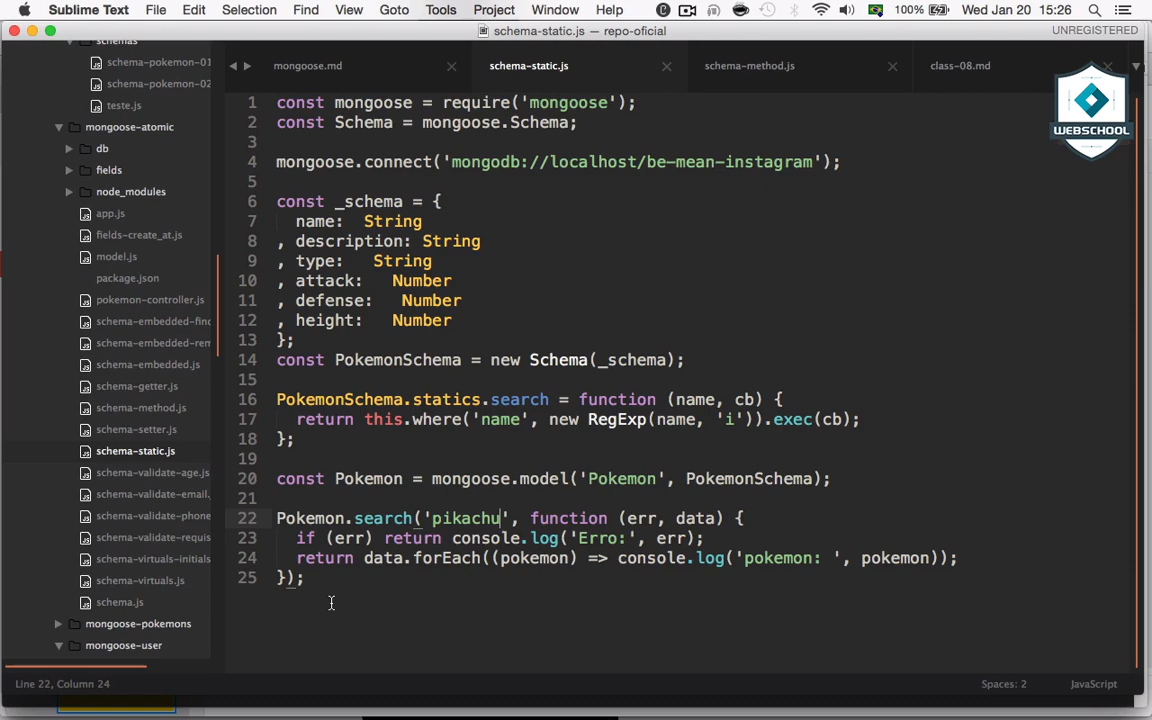 Sublime Text File Edit Selection Find View Goto Tools Project Window Help 100% Wed Jan 20 15:26
schema-static.js — repo-oficial UNREGISTERED
schemas
schema-pokemon-01
schema-pokemon-02
teste.js
mongoose-atomic
db
fields
node_modules
app.js
fields-create_at.js
model.js
package.json
pokemon-controller.js
schema-embedded-find
schema-embedded-rem
schema-embedded.js
schema-getter.js
schema-method.js
schema-setter.js
schema-static.js
schema-validate-age.js
schema-validate-email.
schema-validate-phone
schema-validate-requis
schema-virtuals-initials
schema-virtuals.js
schema.js
mongoose-pokemons
mongoose-user
mongoose.md schema-static.js schema-method.js class-08.md
WEBSCHOOL
1 const mongoose = require('mongoose');
2 const Schema = mongoose.Schema;
3
4 mongoose.connect('mongodb://localhost/be-mean-instagram');
5
6 const _schema = {
7 name: String
8 , description: String
9 , type: String
10 , attack: Number
11 , defense: Number
12 , height: Number
13 };
14 const PokemonSchema = new Schema(_schema);
15
16 PokemonSchema.statics.search = function (name, cb) {
17 return this.where('name', new RegExp(name, 'i')).exec(cb);
18 };
19
20 const Pokemon = mongoose.model('Pokemon', PokemonSchema);
21
22 Pokemon.search('pikachu', function (err, data) {
23 if (err) return console.log('Erro:', err);
24 return data.forEach((pokemon) => console.log('pokemon: ', pokemon));
25 });
Line 22, Column 24 Spaces: 2 JavaScript